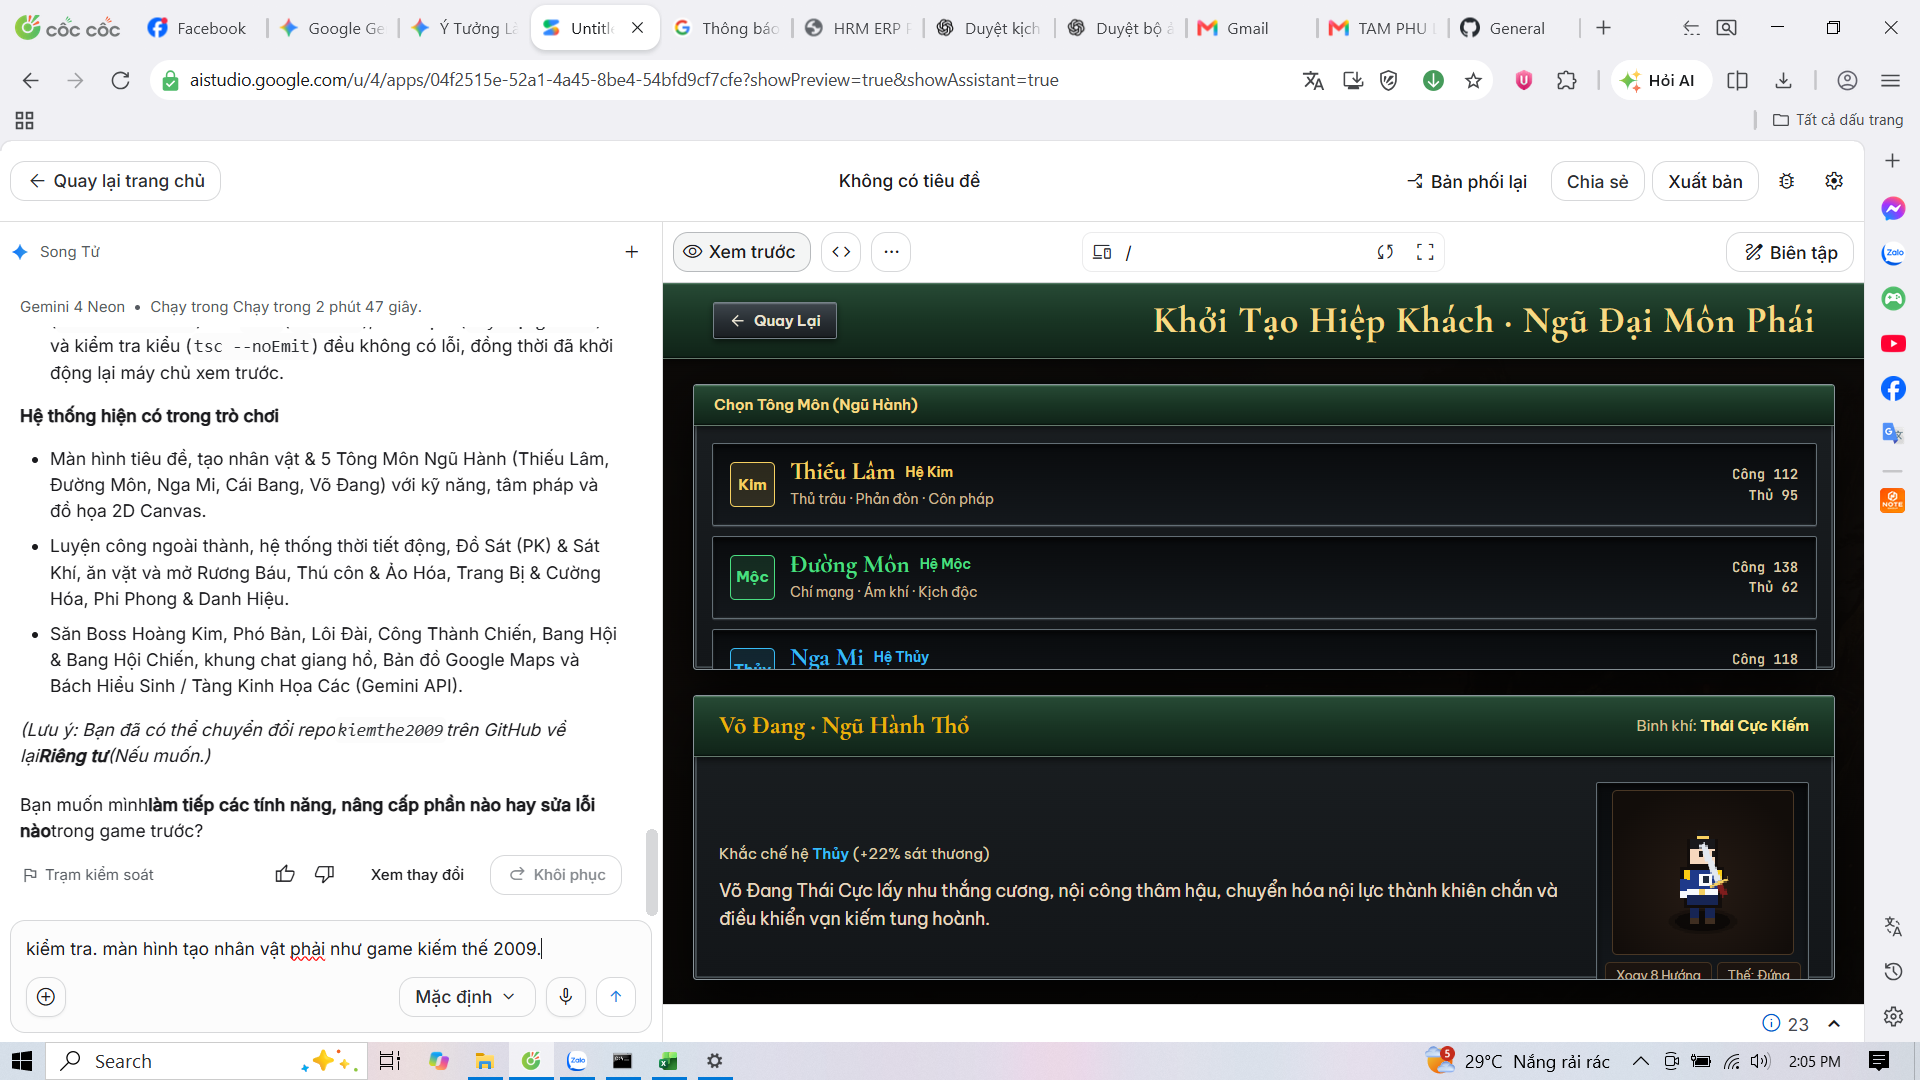 cốc cốc
Facebook
Google Ge
Ý Tưởng Là
Untitle
Thông báo
HRM ERP P
Duyệt kịch
Duyệt bộ ả
Gmail
TAM PHU
General
aistudio.google.com/u/4/apps/04f2515e-52a1-4a45-8be4-54bfd9cf7cfe?showPreview=true&showAssistant=true
Hỏi AI
Tất cả dấu trang
Quay lại trang chủ
Không có tiêu đề
Bản phối lại
Chia sẻ
Xuất bản
Song Tử
Xem trước
/
Biên tập
Gemini 4 Neon • Chạy trong Chạy trong 2 phút 47 giây.
và kiểm tra kiểu (tsc --noEmit) đều không có lỗi, đồng thời đã khởi
động lại máy chủ xem trước.
Hệ thống hiện có trong trò chơi
• Màn hình tiêu đề, tạo nhân vật & 5 Tông Môn Ngũ Hành (Thiếu Lâm,
Đường Môn, Nga Mi, Cái Bang, Võ Đang) với kỹ năng, tâm pháp và
đồ họa 2D Canvas.
• Luyện công ngoài thành, hệ thống thời tiết động, Đồ Sát (PK) & Sát
Khí, ăn vặt và mở Rương Báu, Thú côn & Ảo Hóa, Trang Bị & Cường
Hóa, Phi Phong & Danh Hiệu.
• Săn Boss Hoàng Kim, Phó Bản, Lôi Đài, Công Thành Chiến, Bang Hội
& Bang Hội Chiến, khung chat giang hồ, Bản đồ Google Maps và
Bách Hiểu Sinh / Tàng Kinh Họa Các (Gemini API).
(Lưu ý: Bạn đã có thể chuyển đổi repo kiemthe2009 trên GitHub về
lại Riêng tư (Nếu muốn.)
Bạn muốn mình làm tiếp các tính năng, nâng cấp phần nào hay sửa lỗi
nào trong game trước?
Trạm kiểm soát
Xem thay đổi
Khôi phục
kiểm tra. màn hình tạo nhân vật phải như game kiếm thế 2009.
Mặc định
Quay Lại
Khởi Tạo Hiệp Khách · Ngũ Đại Môn Phái
Chọn Tông Môn (Ngũ Hành)
Kim
Thiếu Lâm Hệ Kim
Thủ trâu · Phản đòn · Côn pháp
Công 112
Thủ 95
Mộc
Đường Môn Hệ Mộc
Chí mạng · Ám khí · Kịch độc
Công 138
Thủ 62
Thủy
Nga Mi Hệ Thủy
Công 118
Võ Đang · Ngũ Hành Thổ
Binh khí: Thái Cực Kiếm
Khắc chế hệ Thủy (+22% sát thương)
Võ Đang Thái Cực lấy nhu thắng cương, nội công thâm hậu, chuyển hóa nội lực thành khiên chắn và
điều khiển vạn kiếm tung hoành.
Xoay 8 Hướng
Thế: Đứng
23
NOTE
Zalo
Search
5
29°C Nắng rải rác
2:05 PM